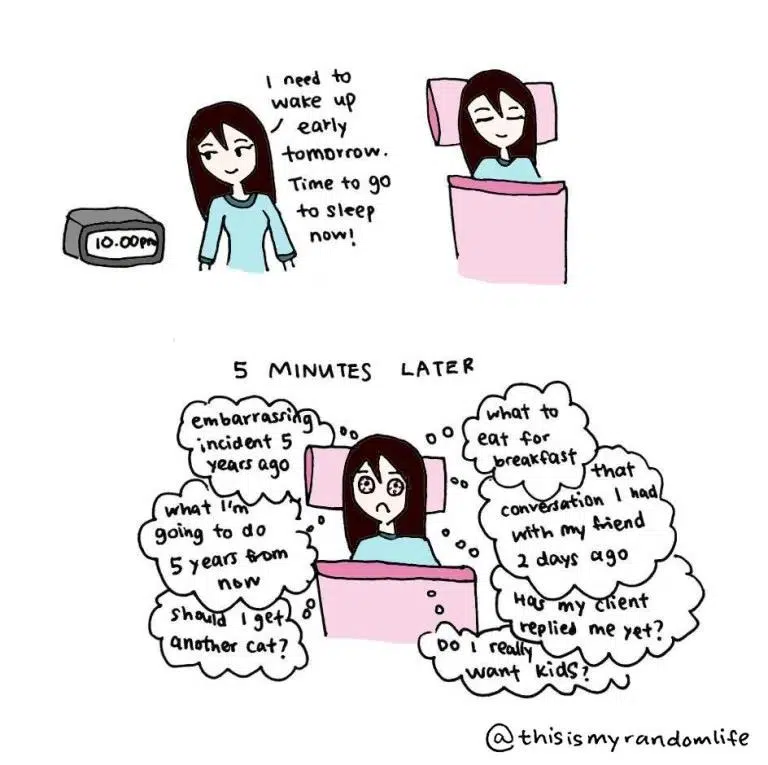 I need to
wake up
early
tomorrow.
Time to go
to sleep
now!
10.00pm
5 MINUTES LATER
embarrassing
incident 5
years ago
what to
eat for
breakfast
what I'm
going to do
5 years from
now
that
conversation I had
with my friend
2 days ago
should I get
another cat?
Has my client
replied me yet?
Do I really
want kids?
@thisismyrandomlife